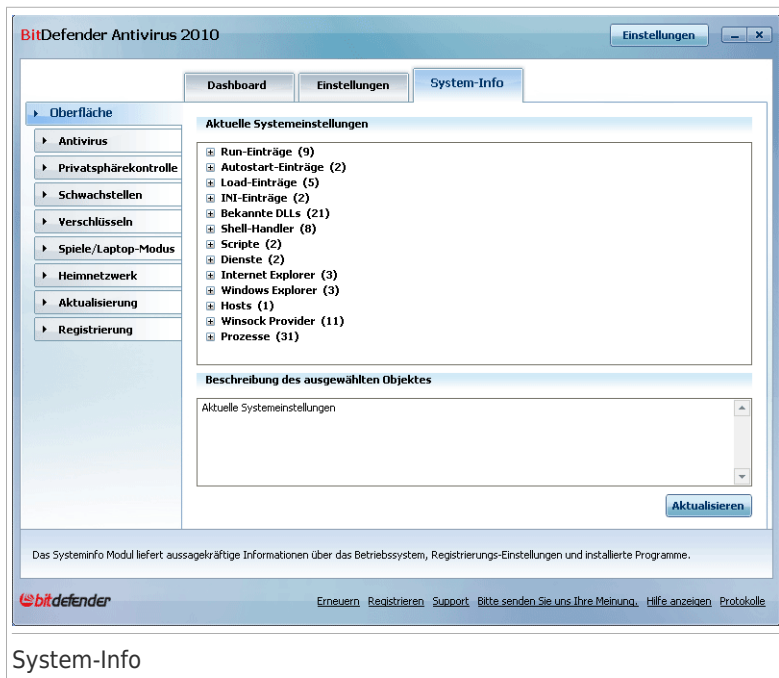 BitDefender Antivirus 2010
Einstellungen
Dashboard
Einstellungen
System-Info
Oberfläche
Antivirus
Privatsphärekontrolle
Schwachstellen
Verschlüsseln
Spiele/Laptop-Modus
Heimnetzwerk
Aktualisierung
Registrierung
Aktuelle Systemeinstellungen
Run-Einträge (9)
Autostart-Einträge (2)
Load-Einträge (5)
INI-Einträge (2)
Bekannte DLLs (21)
Shell-Handler (8)
Scripte (2)
Dienste (2)
Internet Explorer (3)
Windows Explorer (3)
Hosts (1)
Winsock Provider (11)
Prozesse (31)
Beschreibung des ausgewählten Objektes
Aktuelle Systemeinstellungen
Aktualisieren
Das Systeminfo Modul liefert aussagekräftige Informationen über das Betriebssystem, Registrierungs-Einstellungen und installierte Programme.
bitdefender
Erneuern Registrieren Support Bitte senden Sie uns Ihre Meinung. Hilfe anzeigen Protokolle
System-Info